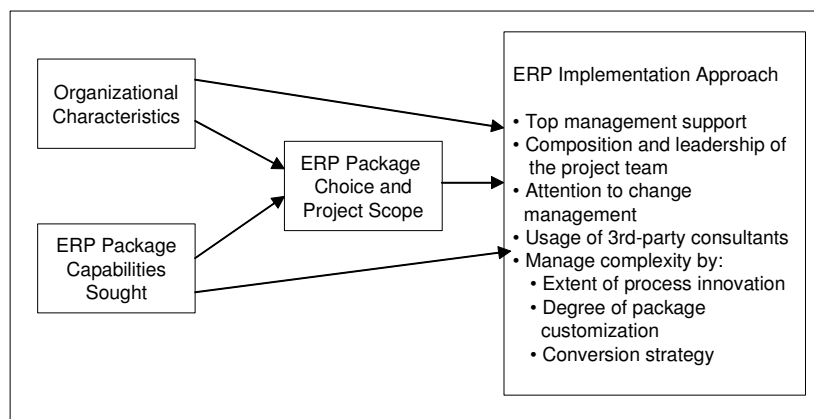 Organizational
Characteristics
ERP Package
Capabilities
Sought
ERP Package
Choice and
Project Scope
ERP Implementation Approach
• Top management support
• Composition and leadership of
the project team
• Attention to change
management
• Usage of 3rd-party consultants
• Manage complexity by:
• Extent of process innovation
• Degree of package
customization
• Conversion strategy